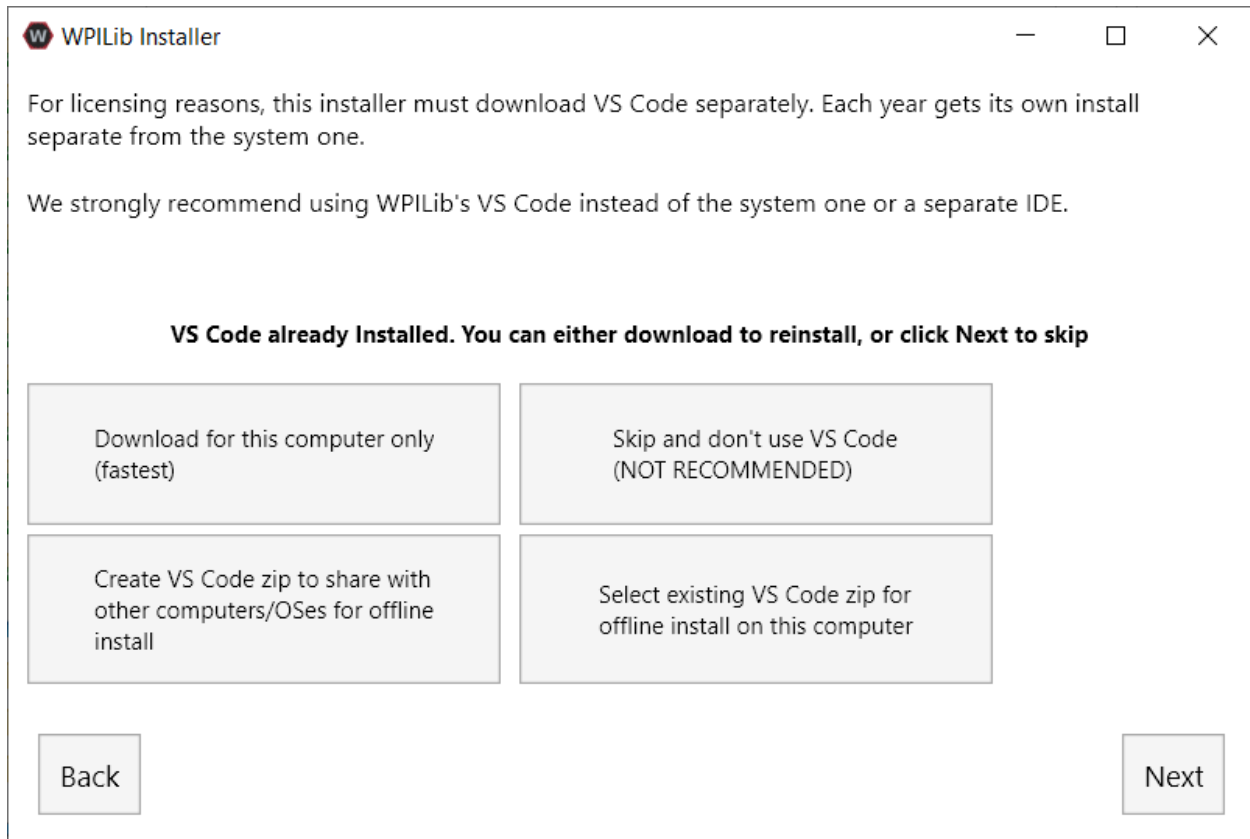 W WPILib Installer
For licensing reasons, this installer must download VS Code separately. Each year gets its own install
separate from the system one.
We strongly recommend using WPILib's VS Code instead of the system one or a separate IDE.
VS Code already Installed. You can either download to reinstall, or click Next to skip
Download for this computer only
(fastest)
Skip and don't use VS Code
(NOT RECOMMENDED)
Create VS Code zip to share with
other computers/OSes for offline
install
Select existing VS Code zip for
offline install on this computer
Back
Next